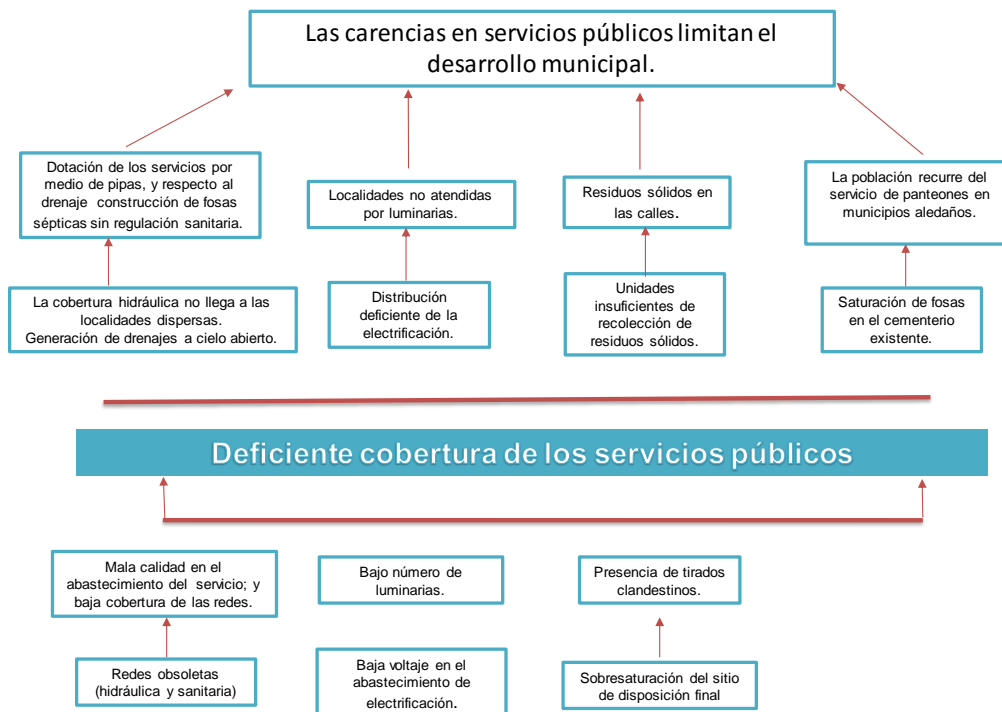 Las carencias en servicios públicos limitan el
desarrollo municipal.
Dotación de los servicios por
medio de pipas, y respecto al
drenaje construcción de fosas
sépticas sin regulación sanitaria.
Localidades no atendidas
por luminarias.
Residuos sólidos en
las calles.
La población recurre del
servicio de panteones en
municipios aledaños.
La cobertura hidráulica no llega a las
localidades dispersas.
Generación de drenajes a cielo abierto.
Distribución
deficiente de la
electrificación.
Unidades
insuficientes de
recolección de
residuos sólidos.
Saturación de fosas
en el cementerio
existente.
Deficiente cobertura de los servicios públicos
Mala calidad en el
abastecimiento del servicio; y
baja cobertura de las redes.
Bajo número de
luminarias.
Presencia de tirados
clandestinos.
Redes obsoletas
(hidráulica y sanitaria)
Baja voltaje en el
abastecimiento de
electrificación.
Sobresaturación del sitio
de disposición final